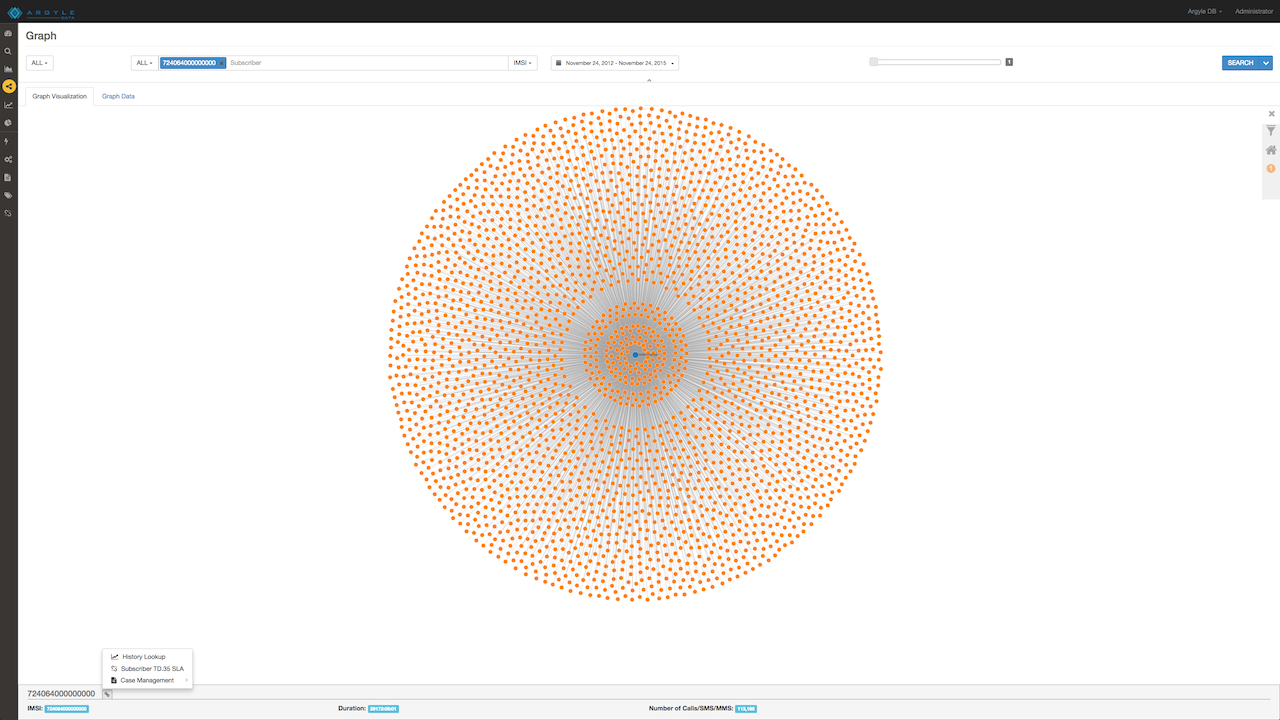 ARGYLE
DATA
Argyle DB
Administrator
Graph
ALL
ALL
724064000000000
Subscriber
IMSI
November 24, 2012 - November 24, 2015
1
SEARCH
Graph Visualization
Graph Data
History Lookup
Subscriber TD.35 SLA
Case Management
724064000000000
IMSI: 724064000000000
Duration:
Number of Calls/SMS/MMS: